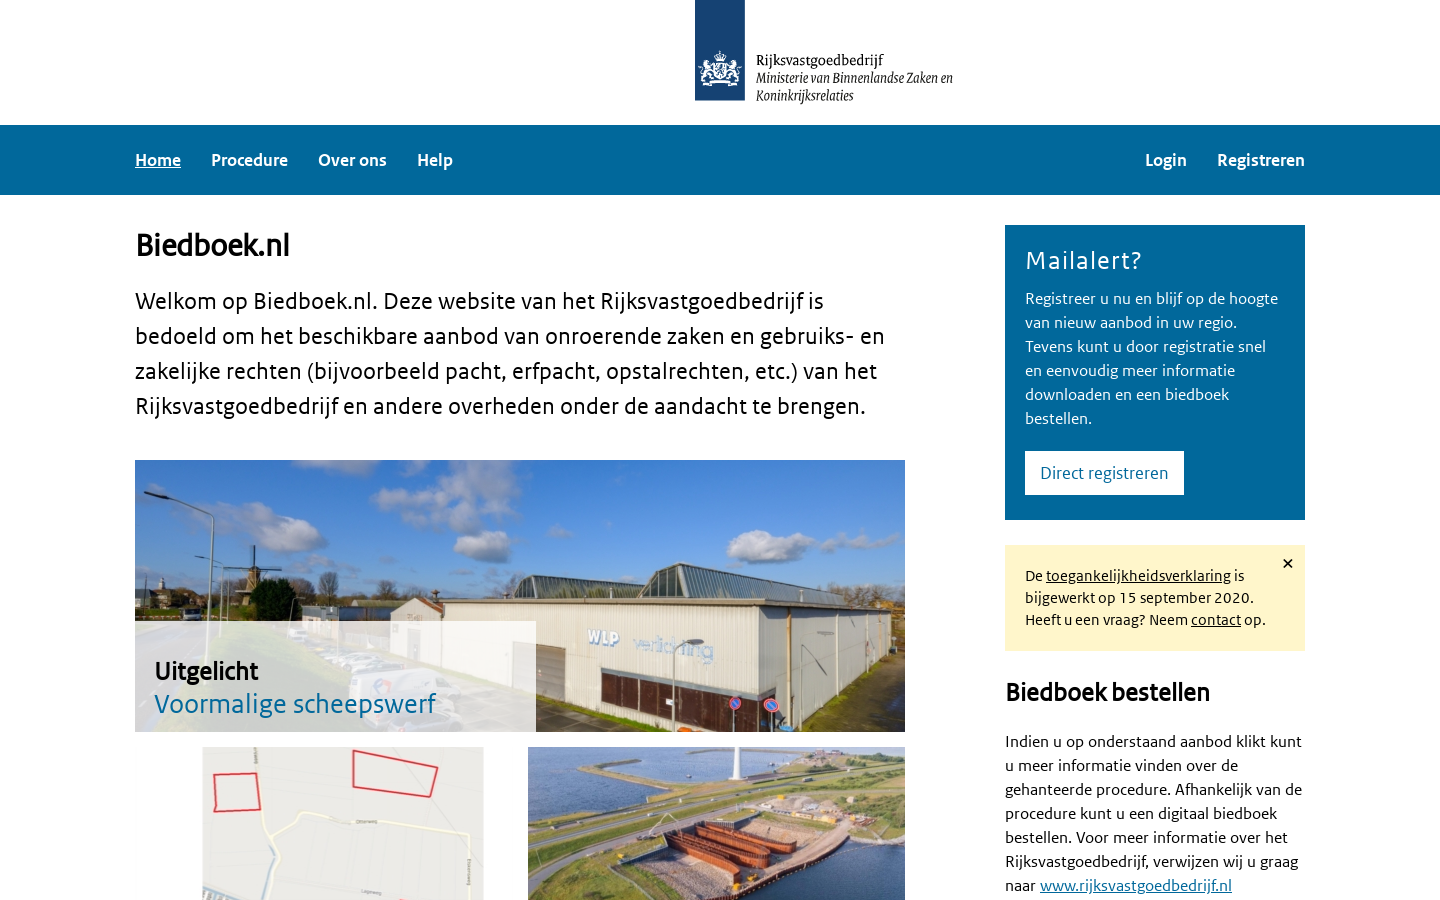 Rijksvastgoedbedrijf
Ministerie van Binnenlandse Zaken en
Koninkrijksrelaties
Home Procedure Over ons Help Login Registreren
Biedboek.nl
Welkom op Biedboek.nl. Deze website van het Rijksvastgoedbedrijf is
bedoeld om het beschikbare aanbod van onroerende zaken en gebruiks- en
zakelijke rechten (bijvoorbeeld pacht, erfpacht, opstalrechten, etc.) van het
Rijksvastgoedbedrijf en andere overheden onder de aandacht te brengen.
WLP verlichting
Uitgelicht
Voormalige scheepswerf
Mailalert?
Registreer u nu en blijf op de hoogte
van nieuw aanbod in uw regio.
Tevens kunt u door registratie snel
en eenvoudig meer informatie
downloaden en een biedboek
bestellen.
Direct registreren
De toegankelijkheidsverklaring is
bijgewerkt op 15 september 2020.
Heeft u een vraag? Neem contact op.
Biedboek bestellen
Indien u op onderstaand aanbod klikt kunt
u meer informatie vinden over de
gehanteerde procedure. Afhankelijk van de
procedure kunt u een digitaal biedboek
bestellen. Voor meer informatie over het
Rijksvastgoedbedrijf, verwijzen wij u graag
naar www.rijksvastgoedbedrijf.nl